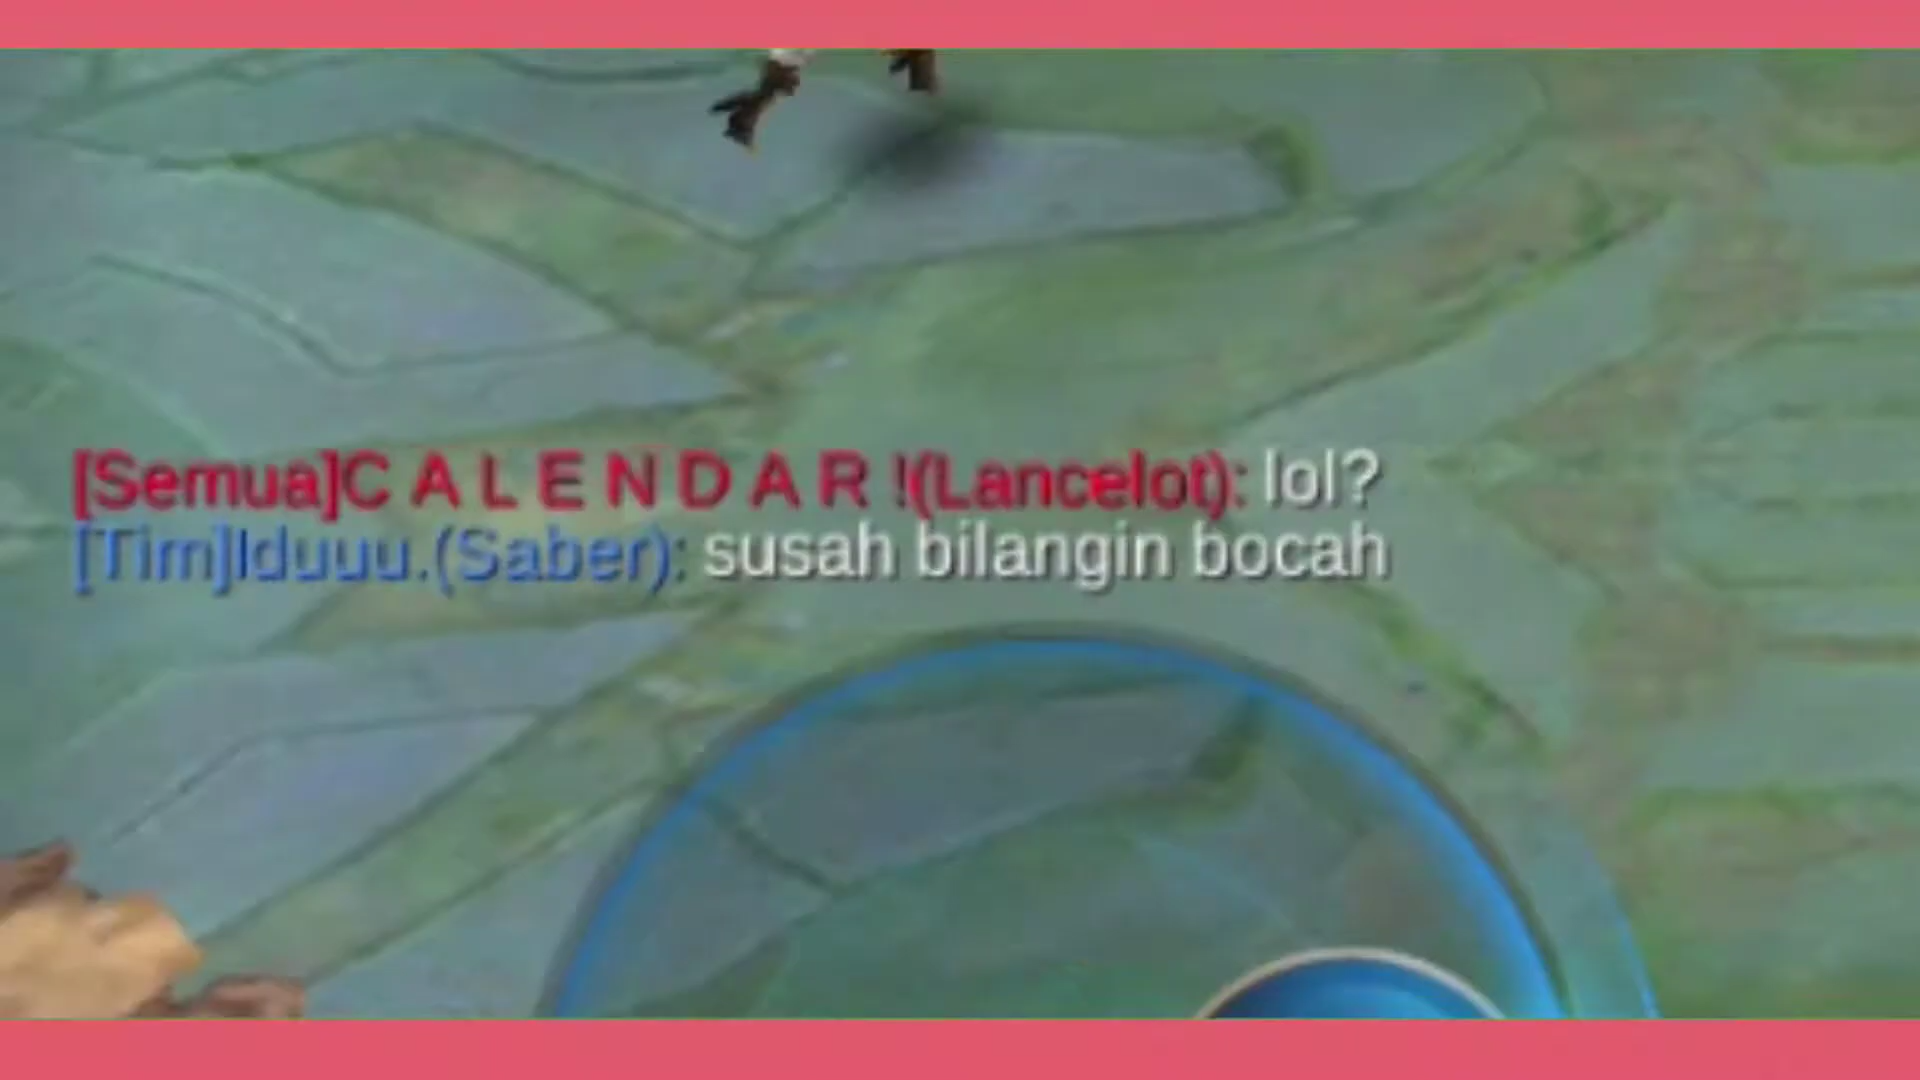 [Semua]C A L E N D A R !(Lancelot): lol?
[Tim]Iduuu.(Saber): susah bilangin bocah